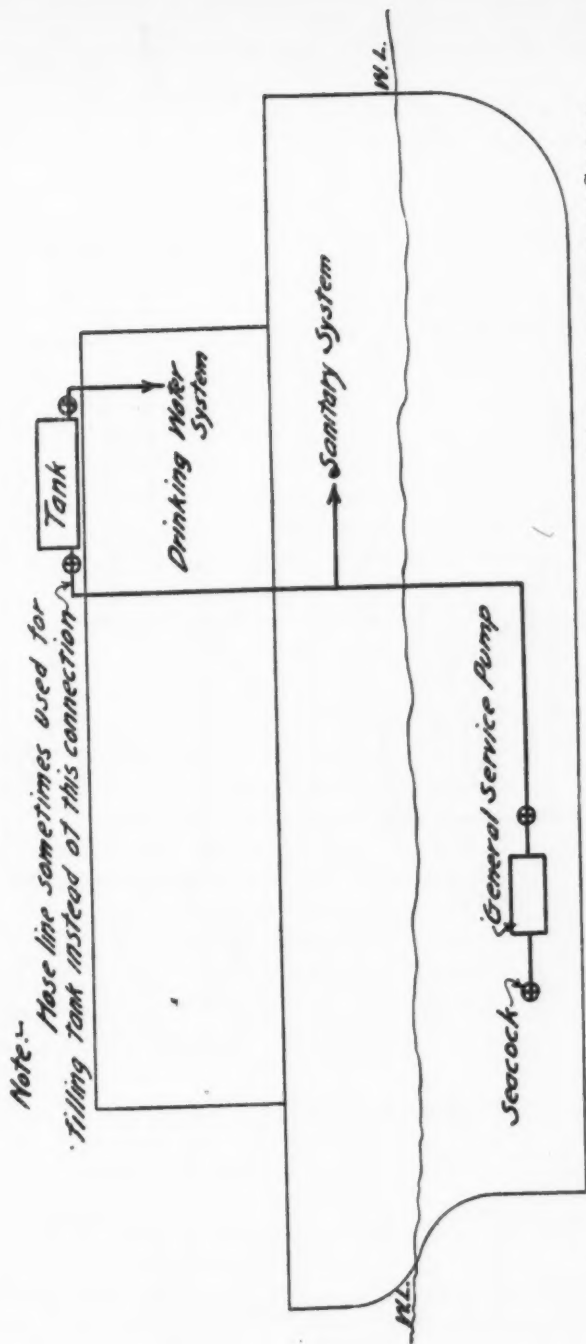 Note:-
Hose line sometimes used for
filling tank instead of this connection
Tank
Drinking Water
System
W.L.
Sanitary System
W.L.
General Service Pump
Seacock